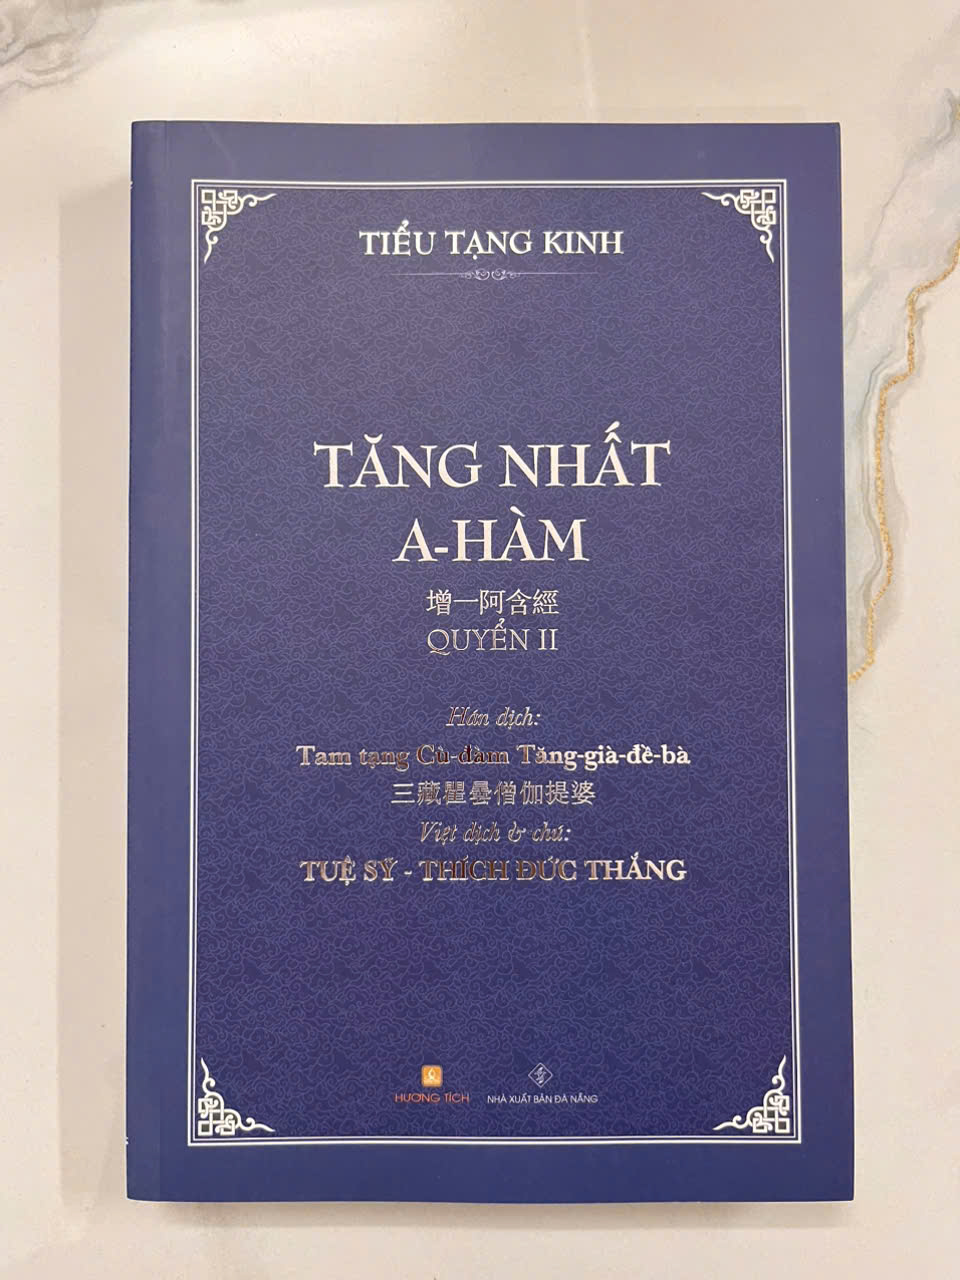 TIỂU TẠNG KINH
TĂNG NHẤT
A-HÀM
增一阿含經
QUYỂN II
Hán dịch:
Tam tạng Cù-đàm Tăng-già-đề-bà
三藏瞿曇僧伽提婆
Việt dịch & chú:
TUỆ SỸ - THÍCH ĐỨC THẮNG
HƯƠNG TÍCH
NHÀ XUẤT BẢN ĐÀ NẴNG